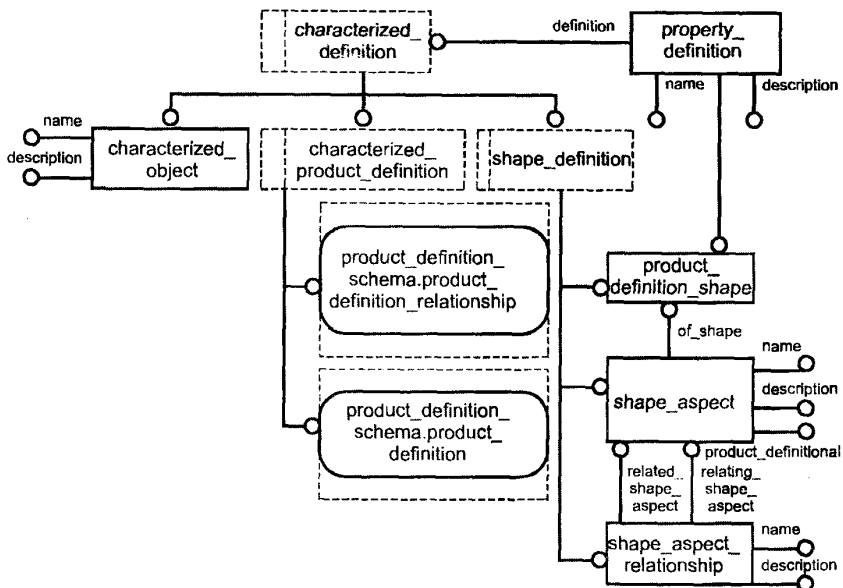 characterized_
definition
definition
property_
definition
name
description
name
description
characterized_
object
characterized_
product_definition
shape_definition
product_definition_
schema.product_
definition_relationship
product_
definition_shape
of_shape
name
shape_aspect
description
product_definitional
product_definition_
schema.product_
definition
related_
shape_
aspect
relating_
shape_
aspect
shape_aspect_
relationship
name
description